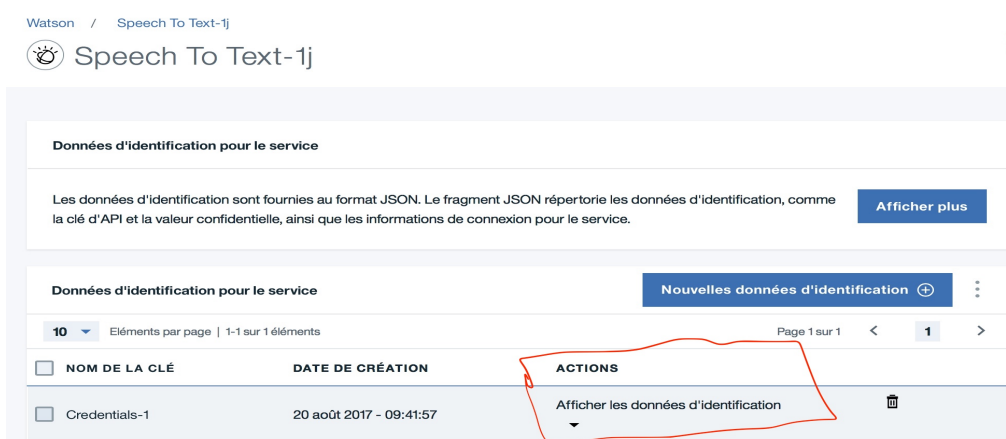 Watson / Speech To Text-1j
Speech To Text-1j
Données d'identification pour le service
Les données d'identification sont fournies au format JSON. Le fragment JSON répertorie les données d'identification, comme
la clé d'API et la valeur confidentielle, ainsi que les informations de connexion pour le service.
Afficher plus
Données d'identification pour le service
Nouvelles données d'identification
10 Eléments par page | 1-1 sur 1 éléments
Page 1 sur 1 < 1 >
NOM DE LA CLÉ DATE DE CRÉATION ACTIONS
Credentials-1 20 août 2017 - 09:41:57 Afficher les données d'identification